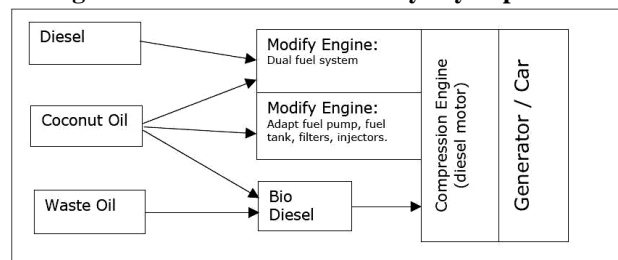 Diesel
Modify Engine:
Dual fuel system
Coconut Oil
Modify Engine:
Adapt fuel pump, fuel
tank, filters, injectors.
Waste Oil
Bio
Diesel
Compression Engine
(diesel motor)
Generator / Car